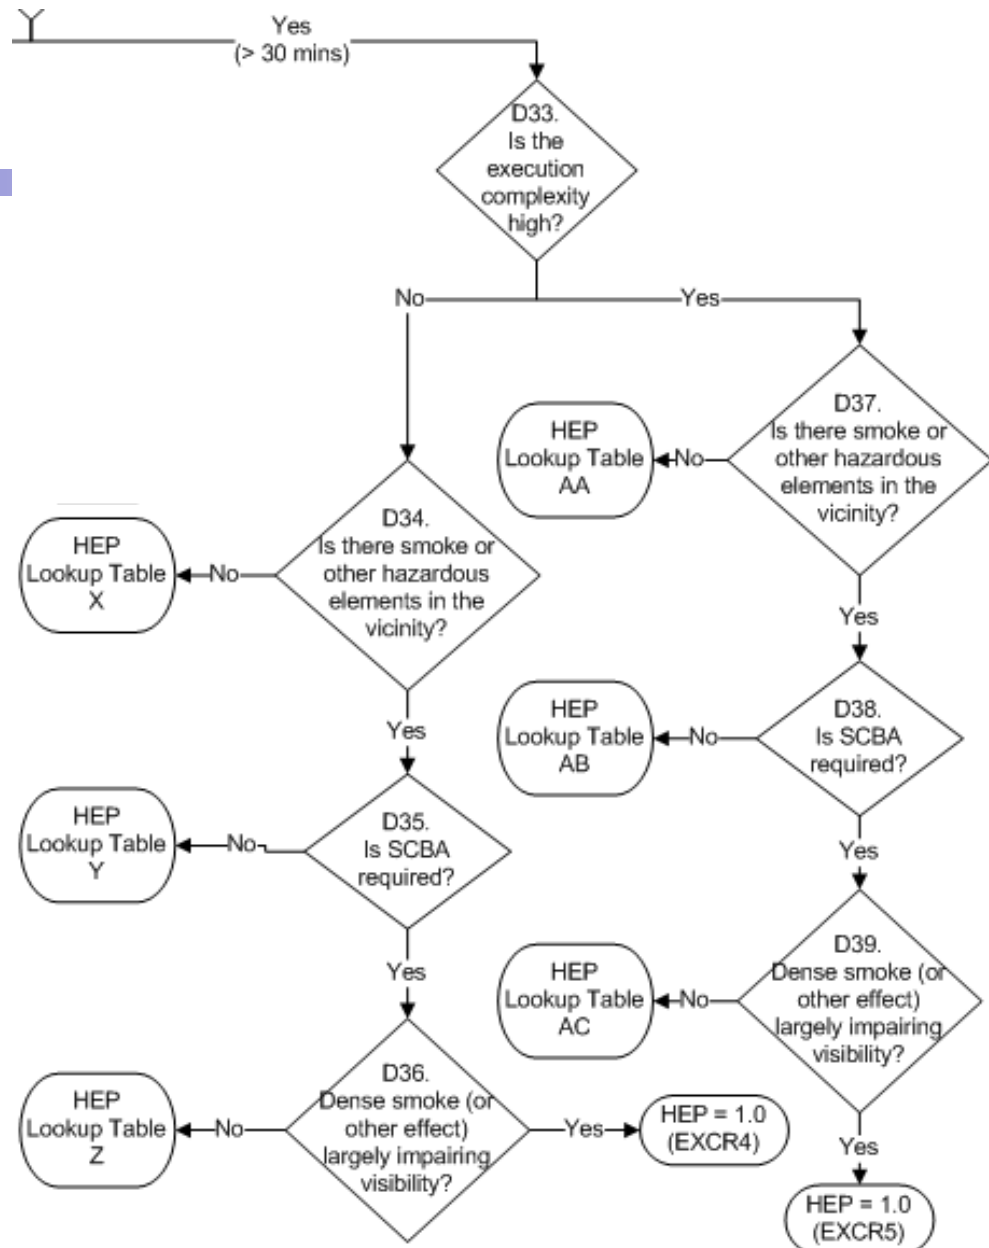 Yes
(> 30 mins)
D33.
Is the
execution
complexity
high?
No
Yes
D37.
Is there smoke or
other hazardous
elements in the
vicinity?
No
HEP
Lookup Table
AA
D34.
Is there smoke or
other hazardous
elements in the
vicinity?
No
HEP
Lookup Table
X
Yes
Yes
D38.
Is SCBA
required?
No
HEP
Lookup Table
AB
D35.
Is SCBA
required?
No
HEP
Lookup Table
Y
Yes
Yes
D39.
Dense smoke (or
other effect)
largely impairing
visibility?
No
HEP
Lookup Table
AC
D36.
Dense smoke (or
other effect)
largely impairing
visibility?
No
HEP
Lookup Table
Z
Yes
HEP = 1.0
(EXCR4)
Yes
HEP = 1.0
(EXCR5)